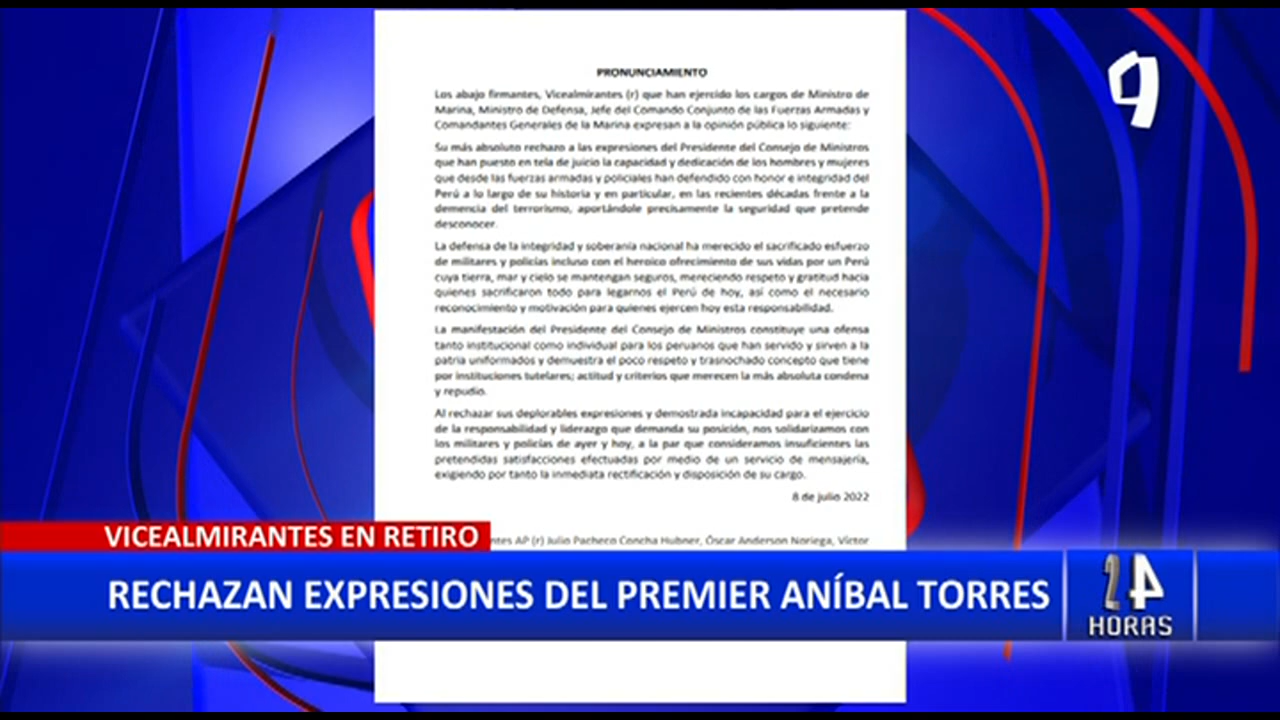 PRONUNCIAMIENTO
Los abajo firmantes, Vicealmirantes (r) que han ejercido los cargos de Ministro de
Marina, Ministro de Defensa, Jefe del Comando Conjunto de las Fuerzas Armadas y
Comandantes Generales de la Marina expresan a la opinión pública lo siguiente:
Su más absoluto rechazo a las expresiones del Presidente del Consejo de Ministros
que han puesto en tela de juicio la capacidad y dedicación de los hombres y mujeres
que desde las fuerzas armadas y policiales han defendido con honor e integridad del
Perú a lo largo de su historia y en particular, en las recientes décadas frente a la
demencia del terrorismo, aportándole precisamente la seguridad que pretende
desconocer.
La defensa de la integridad y soberanía nacional ha merecido el sacrificado esfuerzo
de militares y policías incluso con el heroico ofrecimiento de sus vidas por un Perú
cuya tierra, mar y cielo se mantengan seguros, mereciendo respeto y gratitud hacia
quienes sacrificaron todo para legarnos el Perú de hoy, así como el necesario
reconocimiento y motivación para quienes ejercen hoy esta responsabilidad.
La manifestación del Presidente del Consejo de Ministros constituye una ofensa
tanto institucional como individual para los peruanos que han servido y sirven a la
patria uniformados y demuestra el poco respeto y trasnochado concepto que tiene
por instituciones tutelares; actitud y criterios que merecen la más absoluta condena
y repudio.
Al rechazar sus deplorables expresiones y demostrada incapacidad para el ejercicio
de la responsabilidad y liderazgo que demanda su posición, nos solidarizamos con
los militares y policías de ayer y hoy, a la par que consideramos insuficientes las
pretendidas satisfacciones efectuadas por medio de un servicio de mensajería,
exigiendo por tanto la inmediata rectificación y disposición de su cargo.
8 de julio 2022
ntes AP (r) Julio Pacheco Concha Hubner, Óscar Anderson Noriega, Víctor
VICEALMIRANTES EN RETIRO
RECHAZAN EXPRESIONES DEL PREMIER ANÍBAL TORRES
24
HORAS